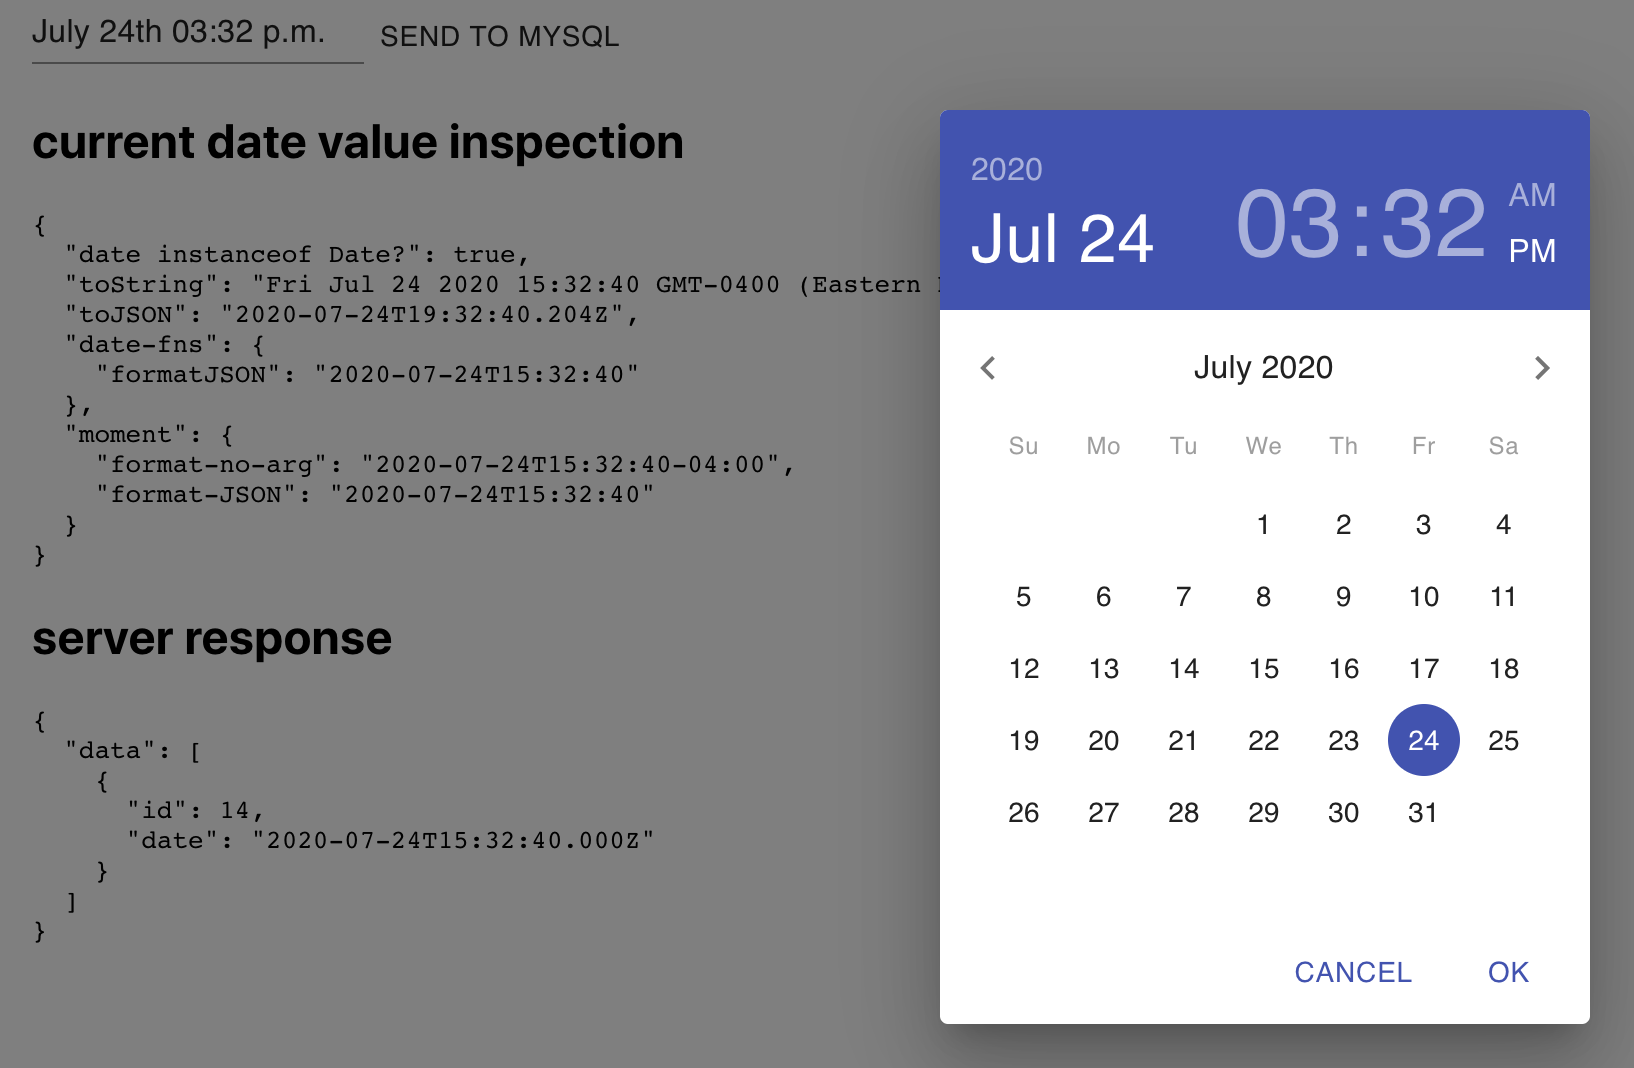 July 24th 03:32 p.m.
SEND TO MYSQL
current date value inspection
{
"date instanceof Date?": true,
"toString": "Fri Jul 24 2020 15:32:40 GMT-0400 (Eastern
"toJSON": "2020-07-24T19:32:40.204Z",
"date-fns": {
"formatJSON": "2020-07-24T15:32:40"
},
"moment": {
"format-no-arg": "2020-07-24T15:32:40-04:00",
"format-JSON": "2020-07-24T15:32:40"
}
}
server response
{
"data": [
{
"id": 14,
"date": "2020-07-24T15:32:40.000Z"
}
]
}
2020
Jul 24
03:32
AM
PM
July 2020
Su Mo Tu We Th Fr Sa
1 2 3 4
5 6 7 8 9 10 11
12 13 14 15 16 17 18
19 20 21 22 23 24 25
26 27 28 29 30 31
CANCEL OK